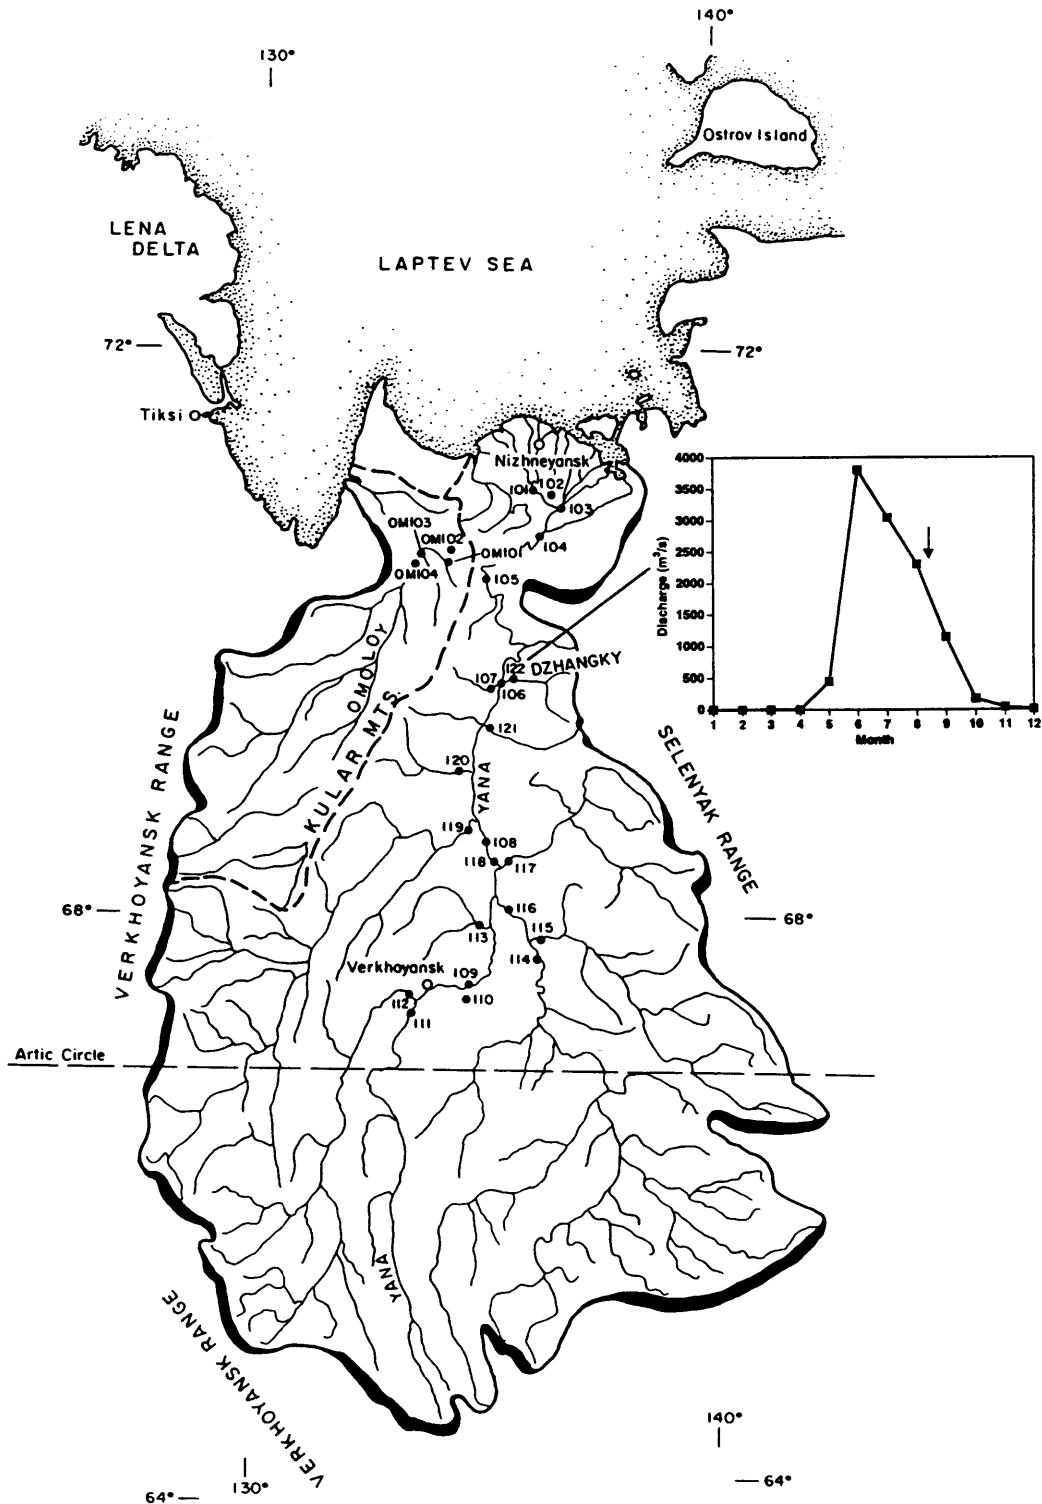 140°
130°
Ostrov Island
LENA
DELTA
LAPTEV SEA
72°
72°
Tiksi
Nizhneyansk
101
102
103
OM103
OM102
OM101
OM104
104
105
4000
3500
3000
2500
2000
1500
1000
500
0
Discharge (m³/s)
1 2 3 4 5 6 7 8 9 10 11 12
Month
122
DZHANGKY
107
106
OMOLOY
121
KULAR MTS.
120
YANA
119
108
118
117
VERKHOYANSK RANGE
SELENYAK RANGE
68°
68°
116
113
115
114
Verkhoyansk
109
112
110
111
Artic Circle
YANA
VERKHOYANSK RANGE
140°
130°
64°
64°